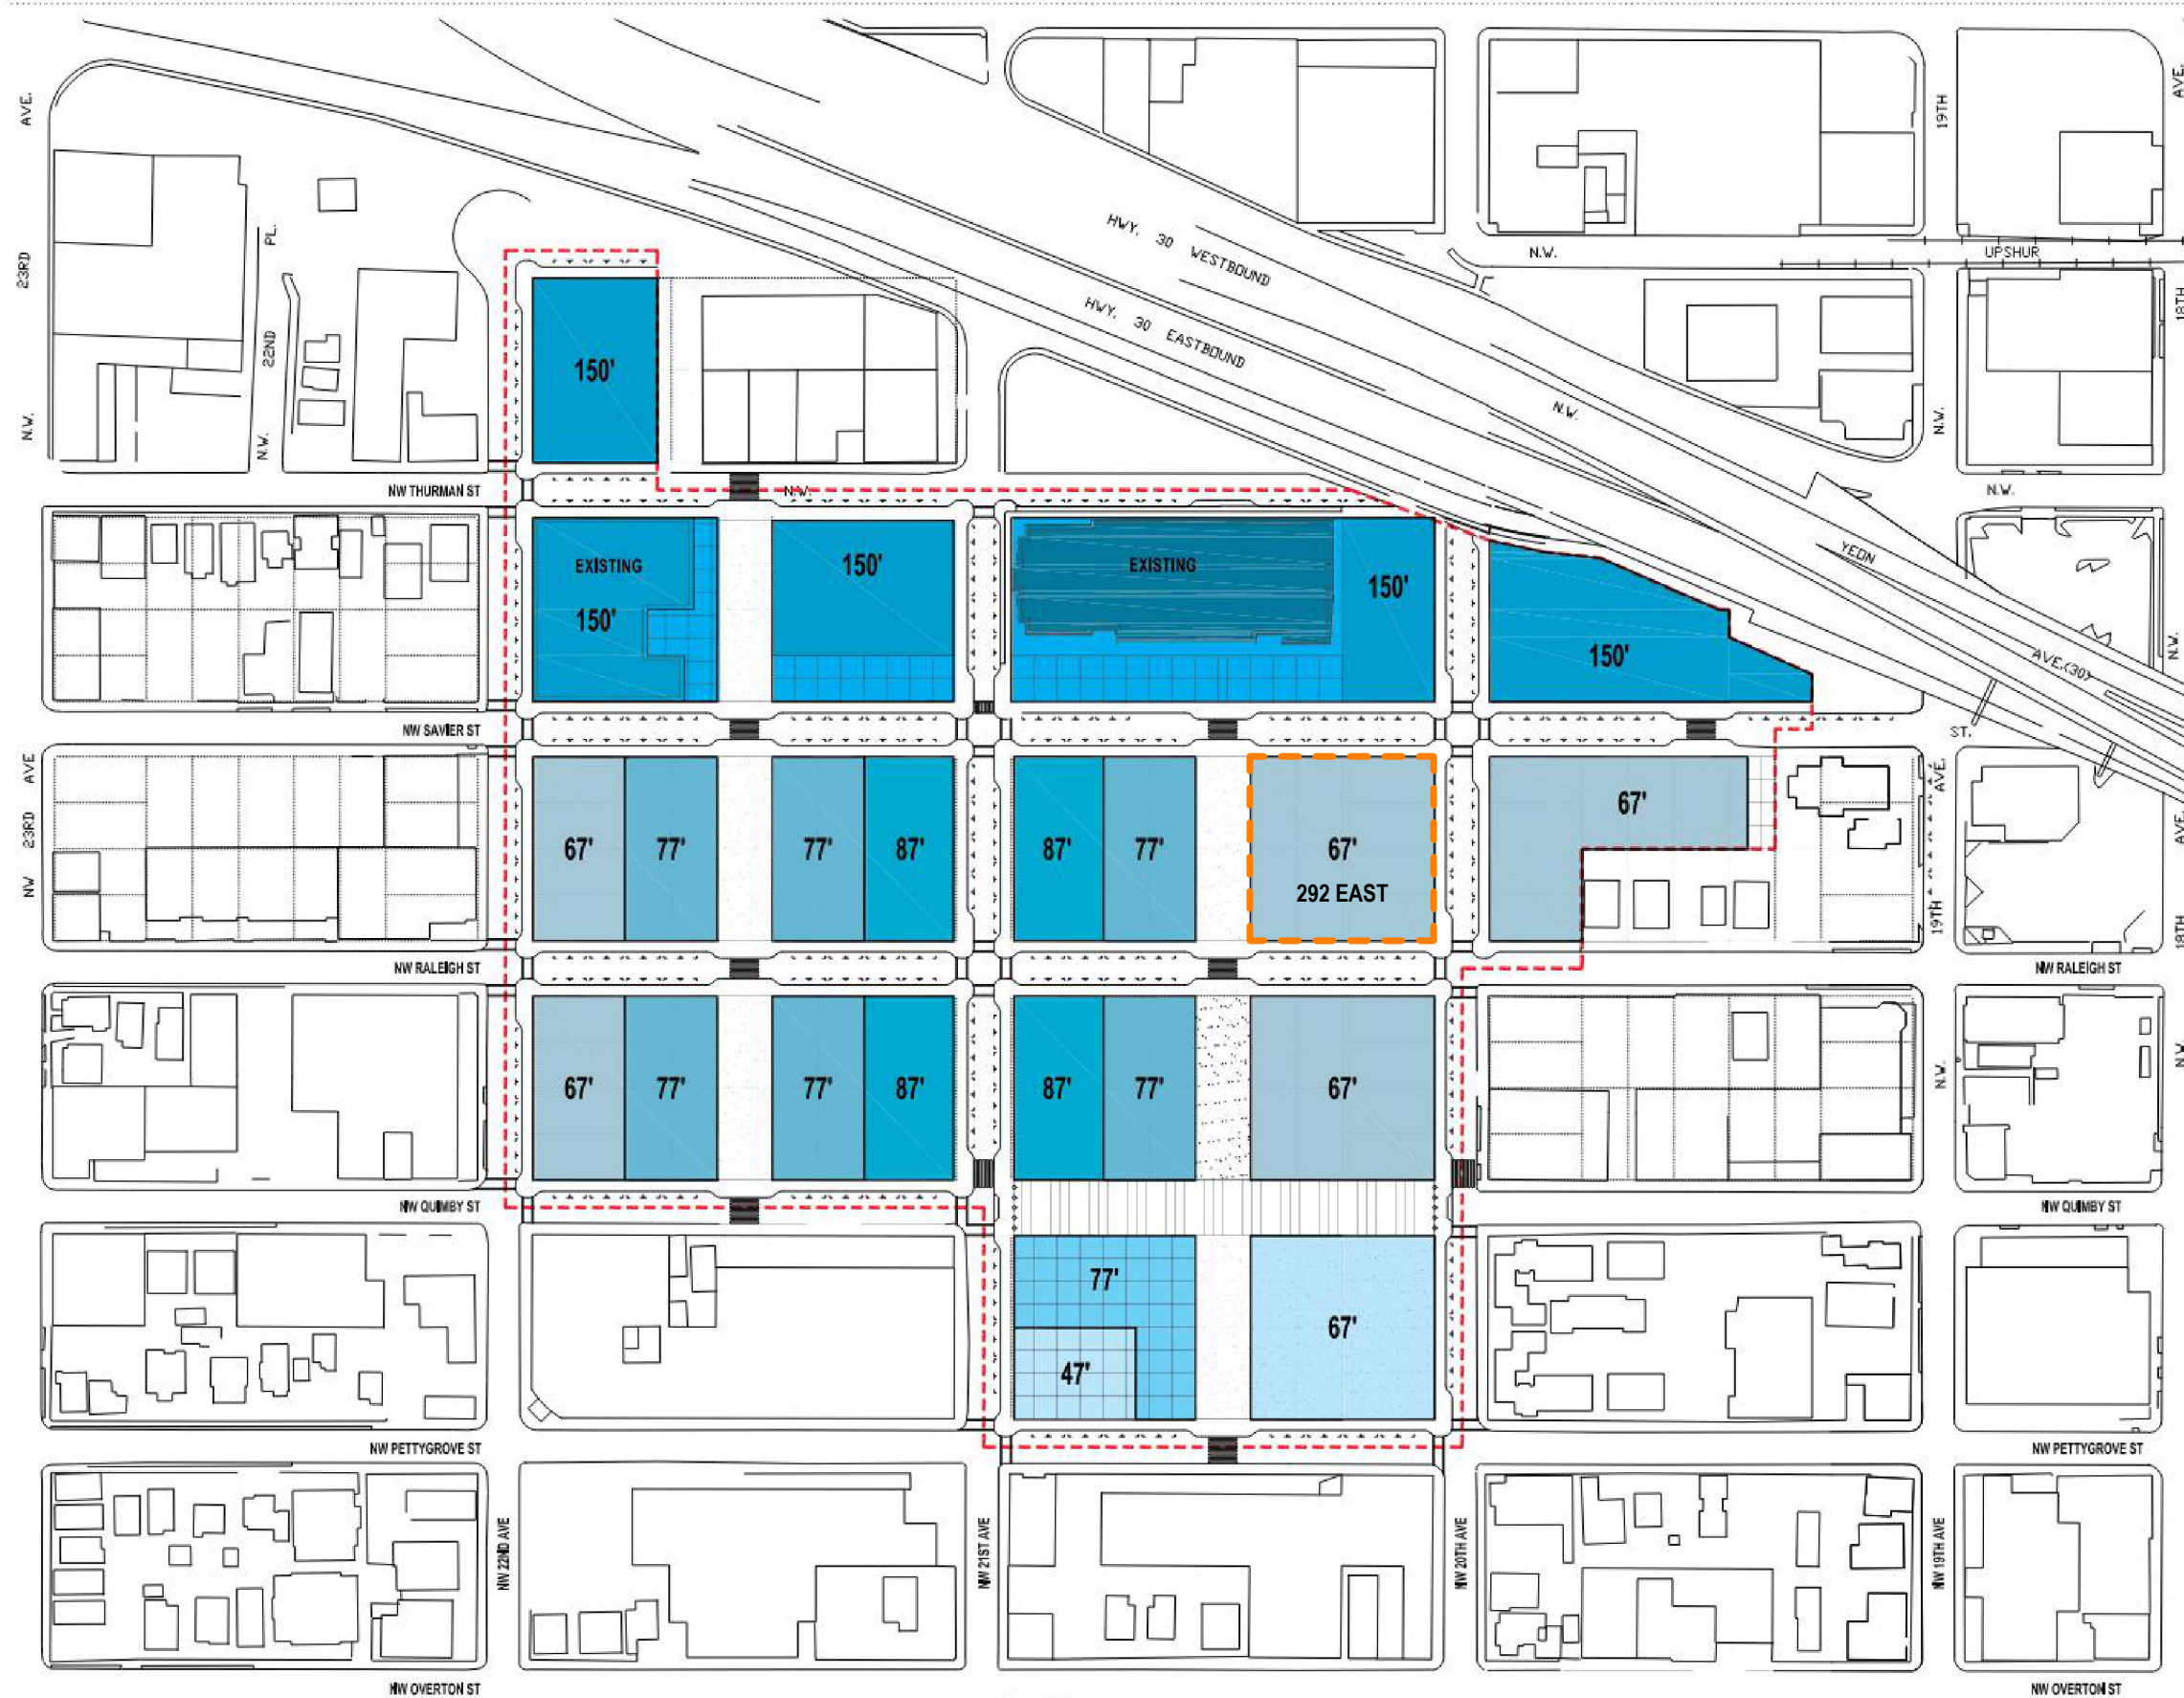 AVE.
23RD
N.W.
PL.
22ND
N.W.
19TH
AVE.
18TH
N.W.
UPSHUR
HWY. 30 WESTBOUND
HWY. 30 EASTBOUND
N.W.
N.W.
150'
NW THURMAN ST
N.W.
N.W.
EXISTING
150'
150'
EXISTING
150'
150'
YEON
AVE.(30)
N.W.
NW SAVIER ST
ST.
NW 23RD AVE
67'
77'
77'
87'
87'
77'
67'
292 EAST
67'
19TH AVE.
AVE.
18TH
NW RALEIGH ST
NW RALEIGH ST
67'
77'
77'
87'
87'
77'
67'
N.W.
N.W.
NW QUIMBY ST
NW QUIMBY ST
77'
67'
47'
NW PETTYGROVE ST
NW PETTYGROVE ST
NW 22ND AVE
NW 21ST AVE
NW 20TH AVE
NW 19TH AVE
NW OVERTON ST
NW OVERTON ST